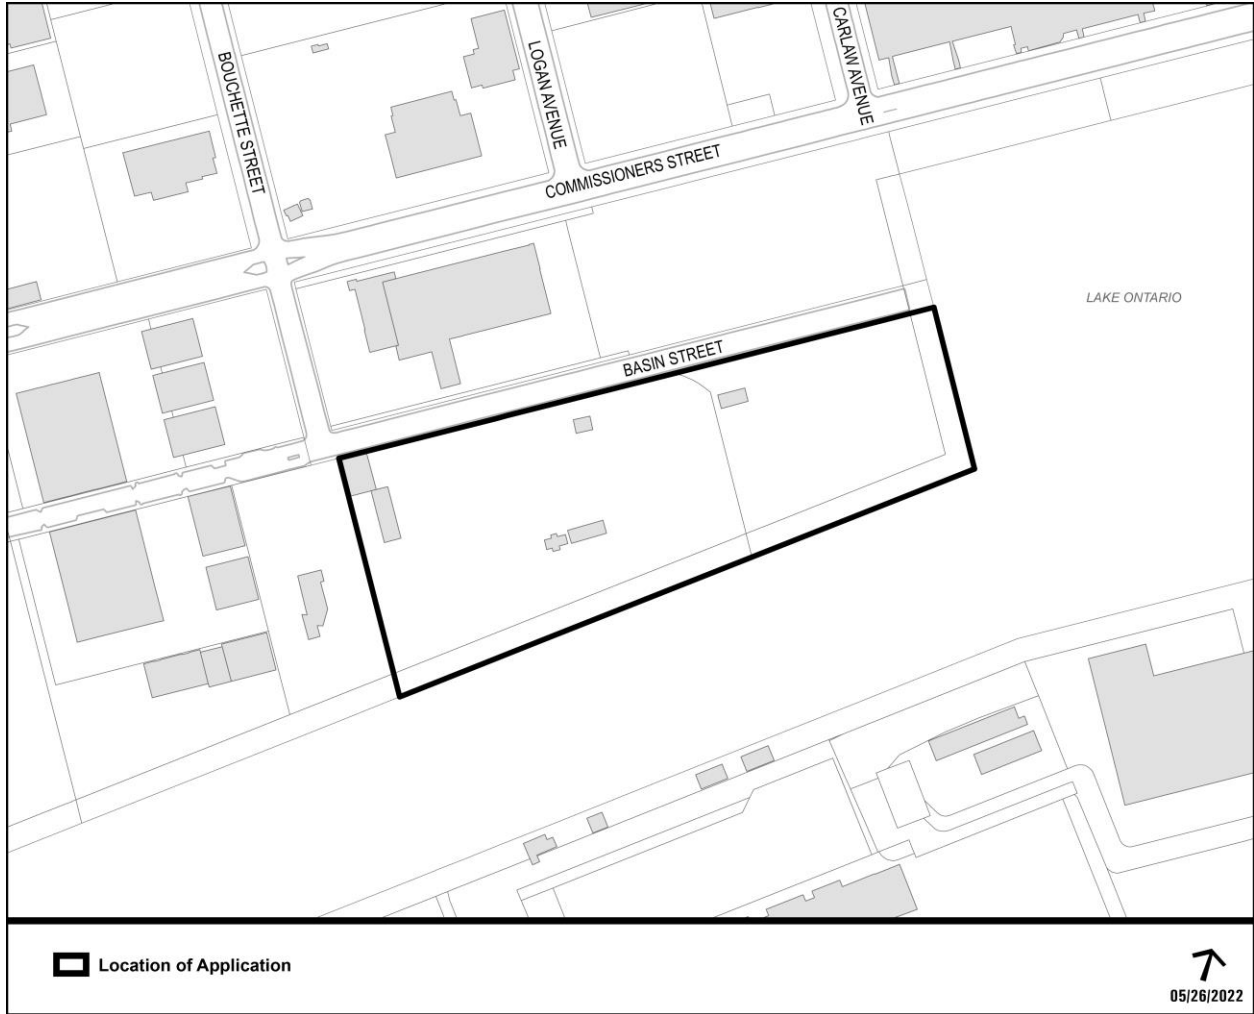 BOUCHETTE STREET
LOGAN AVENUE
CARLAW AVENUE
COMMISSIONERS STREET
LAKE ONTARIO
BASIN STREET
Location of Application
05/26/2022